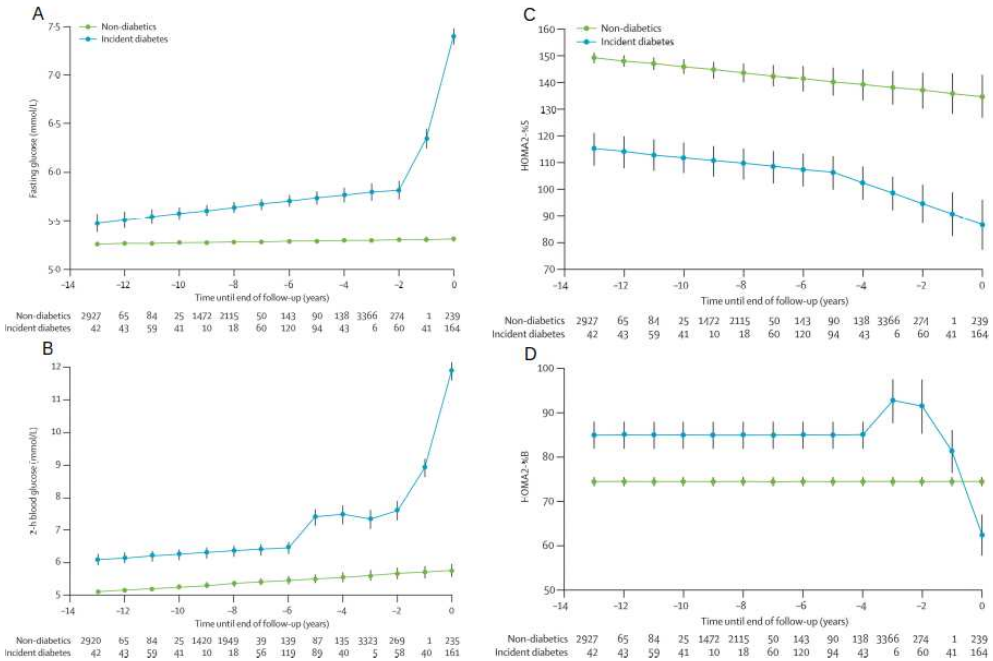 A
Non-diabetics
Incident diabetes
7·5
7·0
6·5
6·0
5·5
5·0
Fasting glucose (mmol/L)
−14 −12 −10 −8 −6 −4 −2 0
Time until end of follow-up (years)
Non-diabetics 2927 65 84 25 1472 2115 50 143 90 138 3366 274 1 239
Incident diabetes 42 43 59 41 10 18 60 120 94 43 6 60 41 164
B
12
11
10
9
8
7
6
5
2-h blood glucose (mmol/L)
−14 −12 −10 −8 −6 −4 −2 0
Time until end of follow-up (years)
Non-diabetics 2920 65 84 25 1420 1949 39 139 87 135 3323 269 1 235
Incident diabetes 42 43 59 41 10 18 56 119 89 40 5 58 40 161
C
Non-diabetics
Incident diabetes
160
150
140
130
120
110
100
90
80
70
HOMA2-%S
−14 −12 −10 −8 −6 −4 −2 0
Time until end of follow-up (years)
Non-diabetics 2927 65 84 25 1472 2115 50 143 90 138 3366 274 1 239
Incident diabetes 42 43 59 41 10 18 60 120 94 43 6 60 41 164
D
100
90
80
70
60
50
HOMA2-%B
−14 −12 −10 −8 −6 −4 −2 0
Time until end of follow-up (years)
Non-diabetics 2927 65 84 25 1472 2115 50 143 90 138 3366 274 1 239
Incident diabetes 42 43 59 41 10 18 60 120 94 43 6 60 41 164